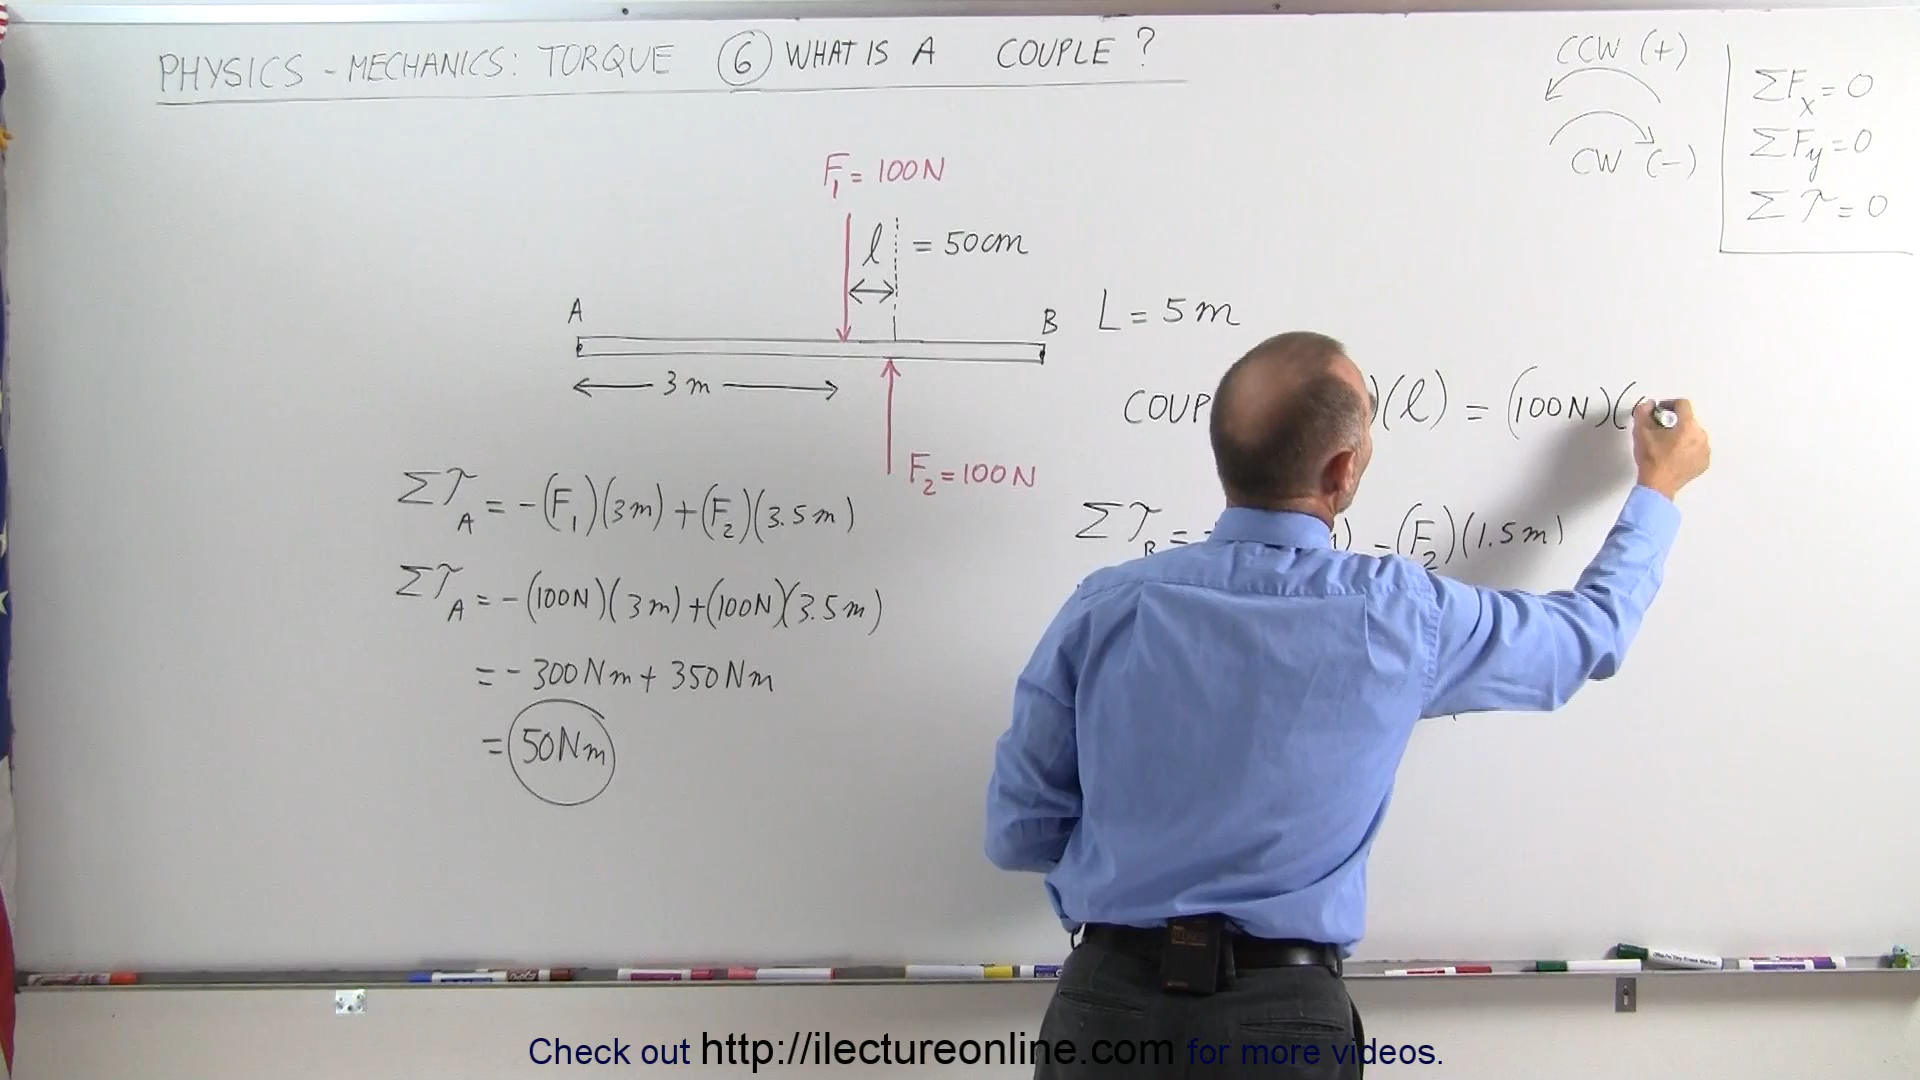 PHYSICS - MECHANICS: TORQUE ⑥ WHAT IS A COUPLE?
CCW (+)
CW (-)
ΣFx = 0
ΣFy = 0
Στ = 0
F1 = 100N
l = 50cm
A
B
L = 5m
3m
F2 = 100N
COUP )(l) = (100N)(
ΣτA = -(F1)(3m) + (F2)(3.5m)
ΣτA = -(100N)(3m) + (100N)(3.5m)
= -300Nm + 350Nm
= 50Nm
ΣτB = - (F2)(1.5m)
Check out http://ilectureonline.com for more videos.